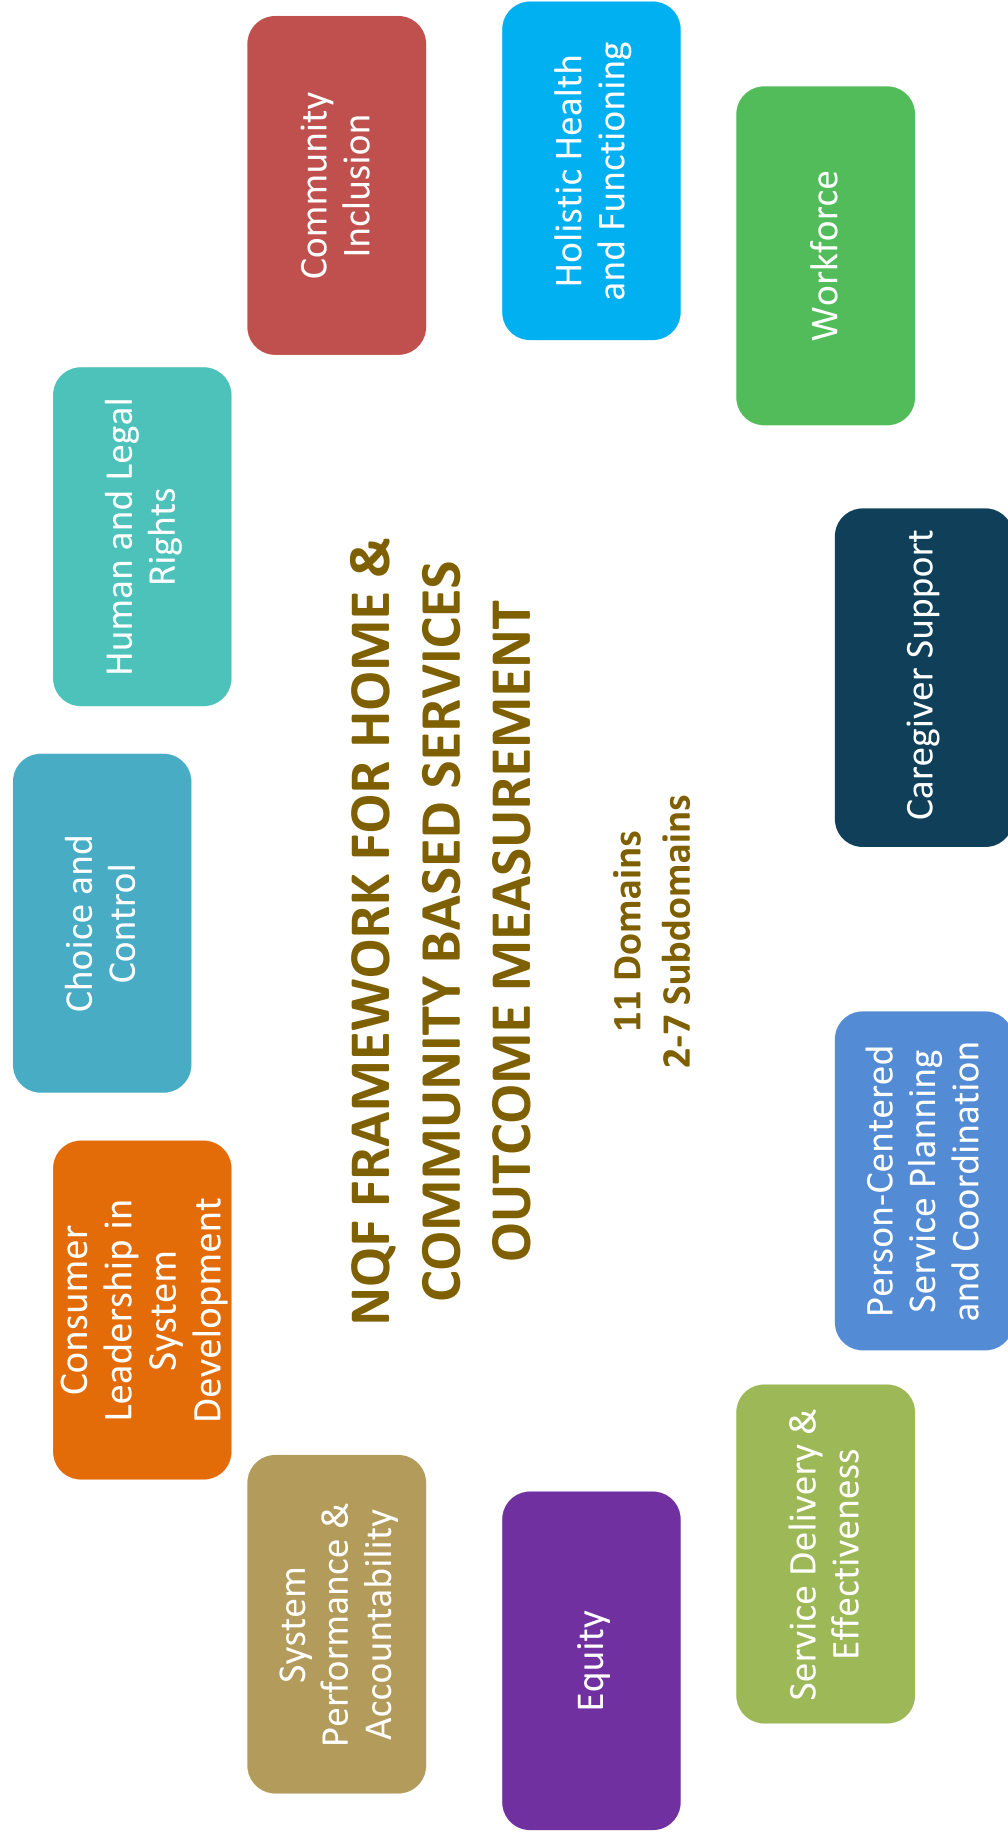 Choice and
Control
Human and Legal
Rights
Community
Inclusion
Holistic Health
and Functioning
Workforce
Caregiver Support
Person-Centered
Service Planning
and Coordination
Service Delivery &
Effectiveness
Equity
System
Performance &
Accountability
Consumer
Leadership in
System
Development
NQF FRAMEWORK FOR HOME &
COMMUNITY BASED SERVICES
OUTCOME MEASUREMENT
11 Domains
2-7 Subdomains